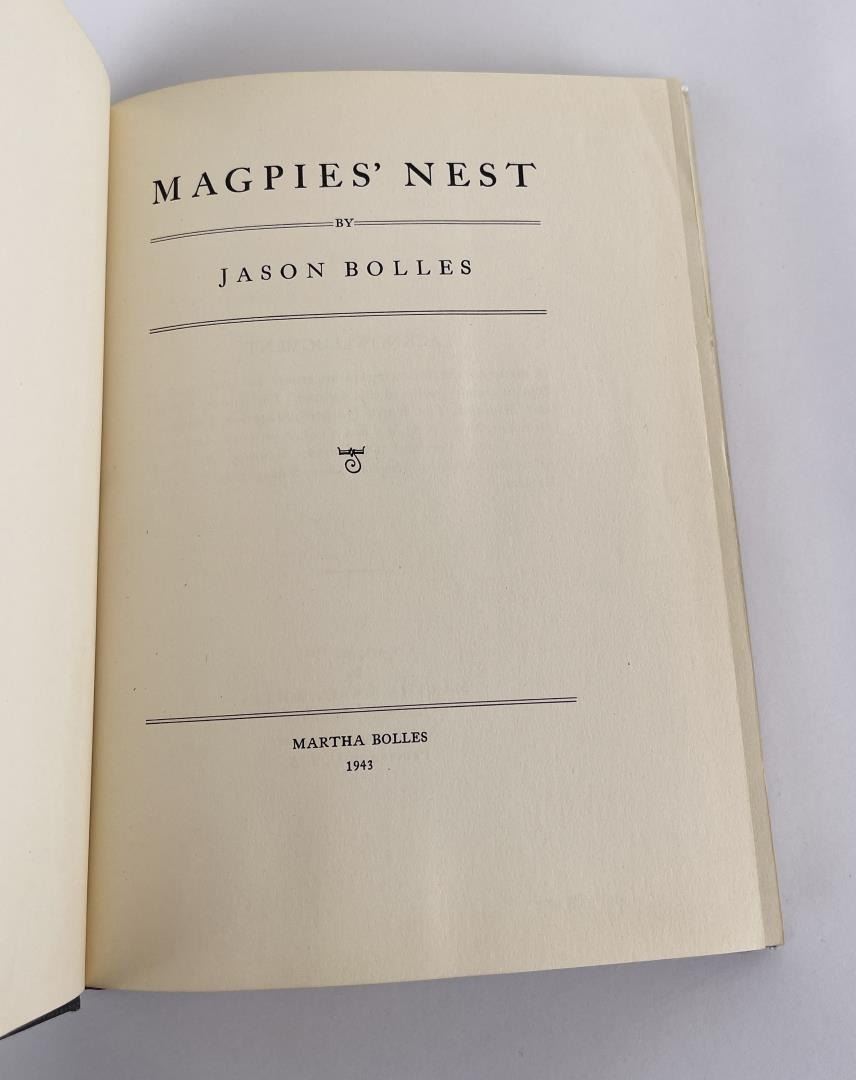 MAGPIES' NEST
BY
JASON BOLLES
MARTHA BOLLES
1943